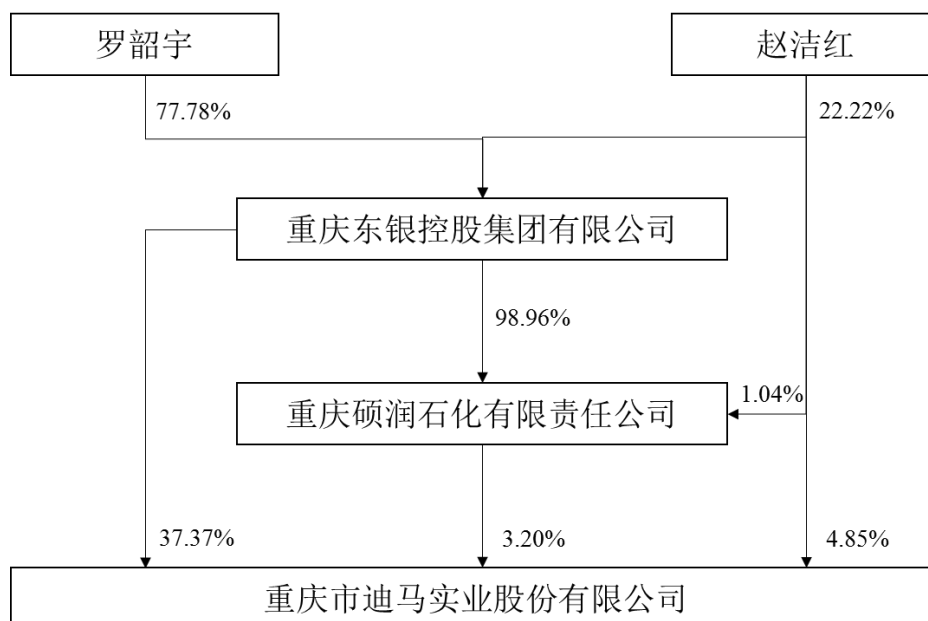 罗韶宇
赵洁红
77.78%
22.22%
重庆东银控股集团有限公司
98.96%
重庆硕润石化有限责任公司
1.04%
37.37%
3.20%
4.85%
重庆市迪马实业股份有限公司